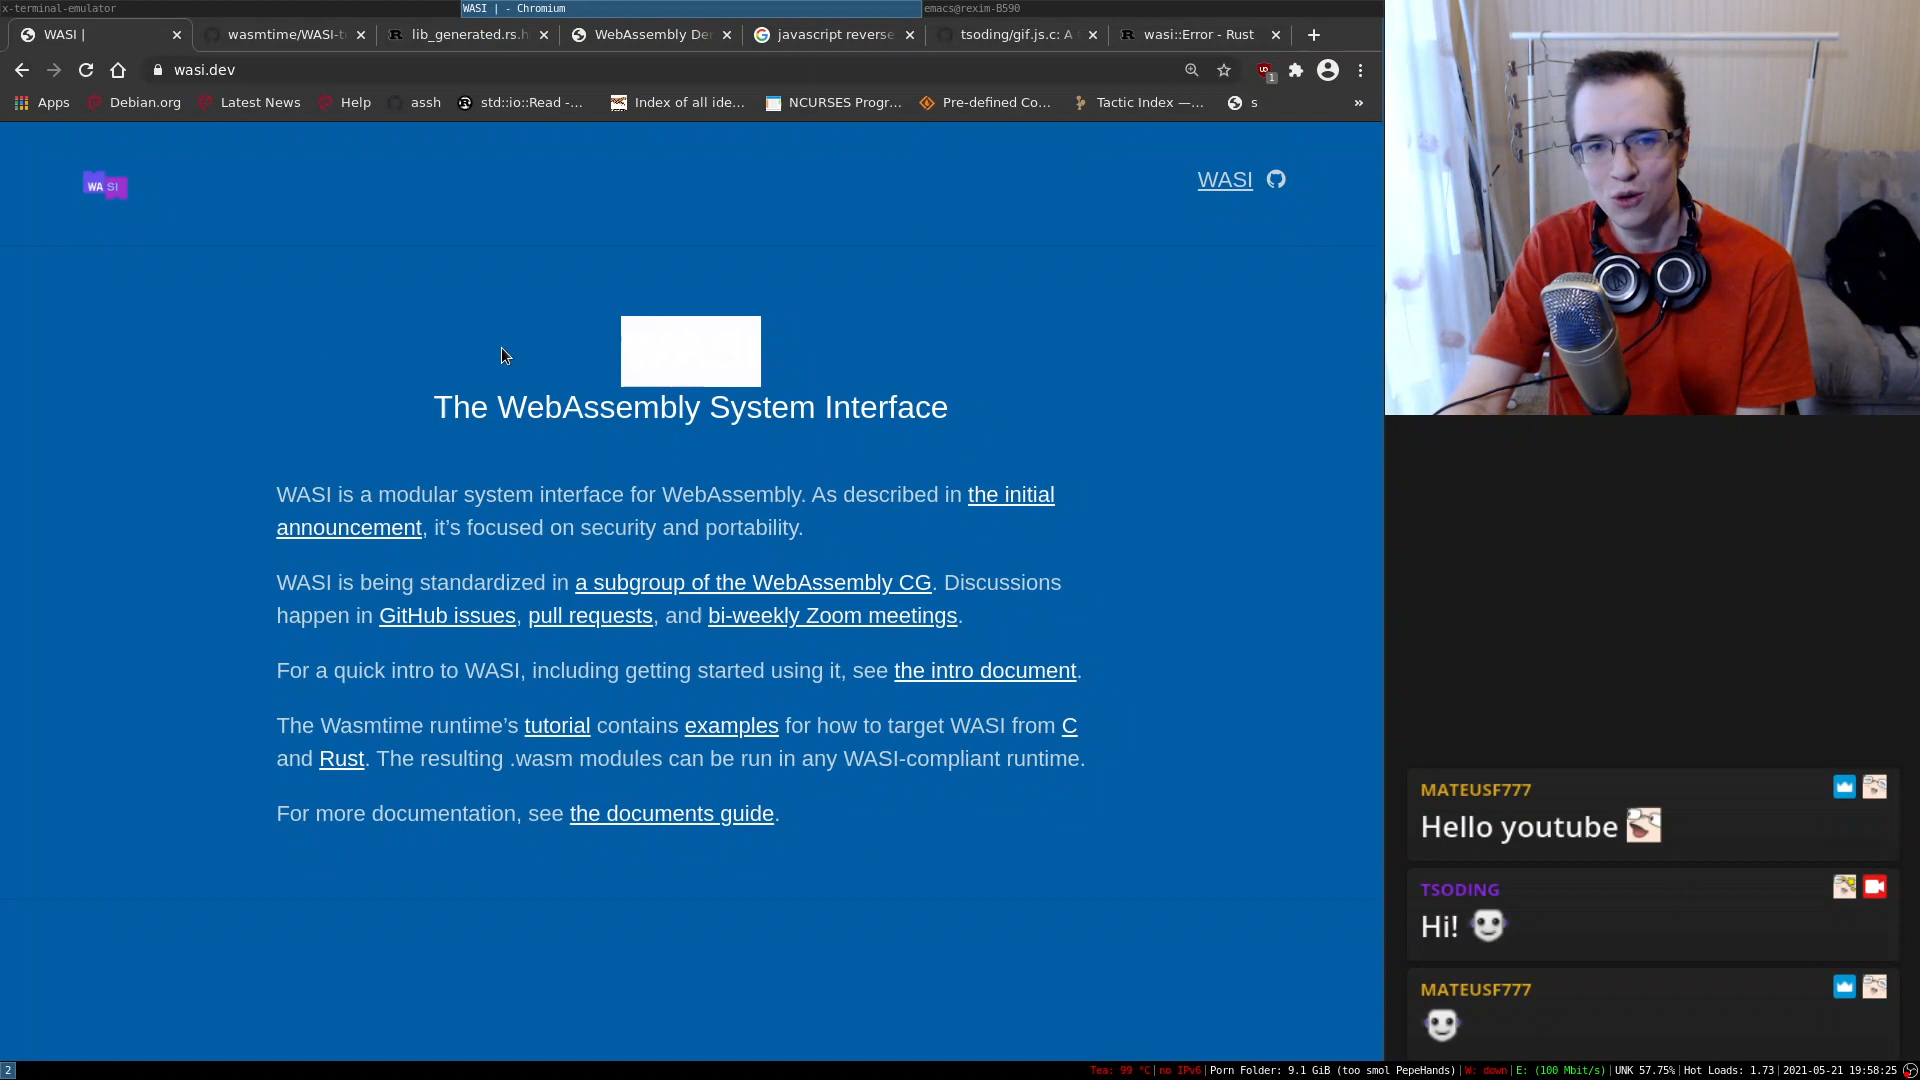 x-terminal-emulator
WASI | - Chromium
emacs@rexim-B590
WASI |
wasmtime/WASI-t
lib_generated.rs.h
WebAssembly De
javascript reverse
tsoding/gif.js.c: A
wasi::Error - Rust
wasi.dev
1
Apps
Debian.org
Latest News
Help
assh
std::io::Read -...
Index of all ide...
NCURSES Progr...
Pre-defined Co...
Tactic Index —...
s
»
WASI
WASI
The WebAssembly System Interface
WASI is a modular system interface for WebAssembly. As described in the initial
announcement, it’s focused on security and portability.
WASI is being standardized in a subgroup of the WebAssembly CG. Discussions
happen in GitHub issues, pull requests, and bi-weekly Zoom meetings.
For a quick intro to WASI, including getting started using it, see the intro document.
The Wasmtime runtime’s tutorial contains examples for how to target WASI from C
and Rust. The resulting .wasm modules can be run in any WASI-compliant runtime.
For more documentation, see the documents guide.
MATEUSF777
Hello youtube
TSODING
Hi!
MATEUSF777
2
Tea: 99 °C|no IPv6|Porn Folder: 9.1 GiB (too smol PepeHands)|W: down|E: (100 Mbit/s)|UNK 57.75%|Hot Loads: 1.73|2021-05-21 19:58:25